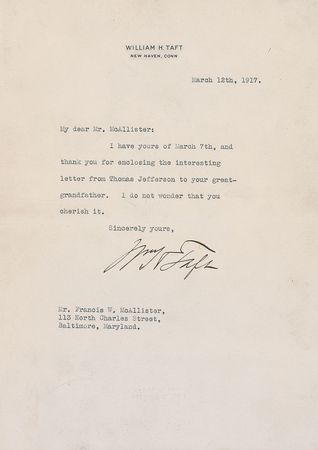 WILLIAM H. TAFT
NEW HAVEN, CONN
March 12th, 1917.
My dear Mr. McAllister:
I have yours of March 7th, and
thank you for enclosing the interesting
letter from Thomas Jefferson to your great-
grandfather. I do not wonder that you
cherish it.
Sincerely yours,
Wm H Taft
Mr. Francis W. McAllister,
113 North Charles Street,
Baltimore, Maryland.